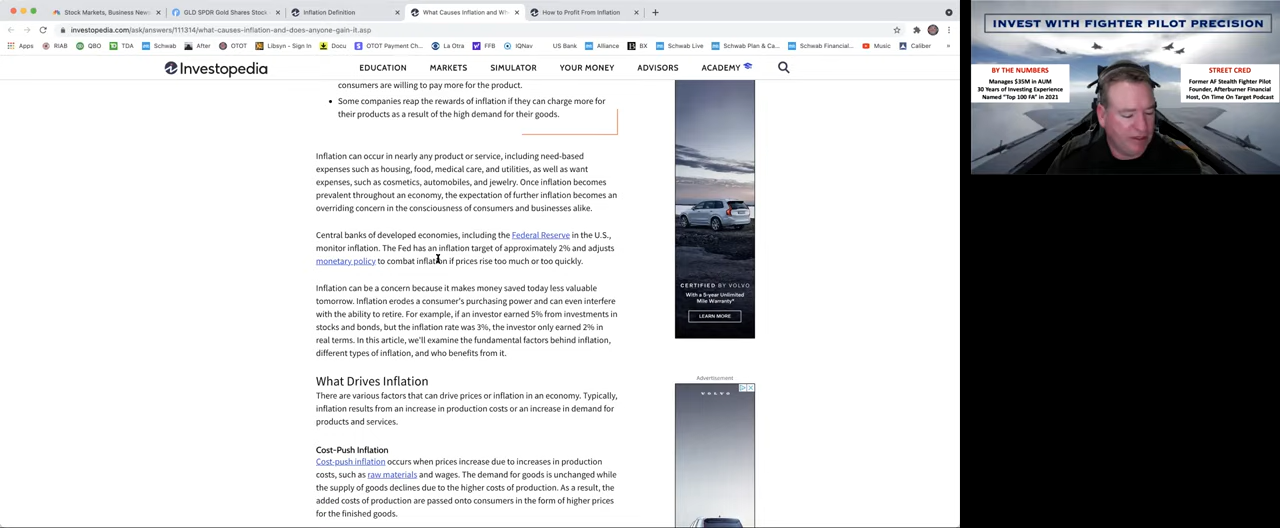 Stock Markets, Business News
GLD SPDR Gold Shares Stock
Inflation Definition
What Causes Inflation and Wh
How to Profit From Inflation
investopedia.com/ask/answers/111314/what-causes-inflation-and-does-anyone-gain-it.asp
Apps RIAB QBO TDA Schwab After OTOT Libsyn - Sign In Docu OTOT Payment Ch... La Otra FFB IQNav US Bank Alliance BX Schwab Live Schwab Plan & Ca... Schwab Financial... Music Caliber
Investopedia
EDUCATION MARKETS SIMULATOR YOUR MONEY ADVISORS ACADEMY
consumers are willing to pay more for the product.
Some companies reap the rewards of inflation if they can charge more for
their products as a result of the high demand for their goods.
Inflation can occur in nearly any product or service, including need-based
expenses such as housing, food, medical care, and utilities, as well as want
expenses, such as cosmetics, automobiles, and jewelry. Once inflation becomes
prevalent throughout an economy, the expectation of further inflation becomes an
overriding concern in the consciousness of consumers and businesses alike.
Central banks of developed economies, including the Federal Reserve in the U.S.,
monitor inflation. The Fed has an inflation target of approximately 2% and adjusts
monetary policy to combat inflation if prices rise too much or too quickly.
Inflation can be a concern because it makes money saved today less valuable
tomorrow. Inflation erodes a consumer's purchasing power and can even interfere
with the ability to retire. For example, if an investor earned 5% from investments in
stocks and bonds, but the inflation rate was 3%, the investor only earned 2% in
real terms. In this article, we'll examine the fundamental factors behind inflation,
different types of inflation, and who benefits from it.
What Drives Inflation
There are various factors that can drive prices or inflation in an economy. Typically,
inflation results from an increase in production costs or an increase in demand for
products and services.
Cost-Push Inflation
Cost-push inflation occurs when prices increase due to increases in production
costs, such as raw materials and wages. The demand for goods is unchanged while
the supply of goods declines due to the higher costs of production. As a result, the
added costs of production are passed onto consumers in the form of higher prices
for the finished goods.
CERTIFIED BY VOLVO
With a 5-year Unlimited
Mile Warranty*
LEARN MORE
Advertisement
VOLVO
INVEST WITH FIGHTER PILOT PRECISION
BY THE NUMBERS
Manages $35M in AUM
30 Years of Investing Experience
Named "Top 100 FA" in 2021
STREET CRED
Former AF Stealth Fighter Pilot
Founder, Afterburner Financial
Host, On Time On Target Podcast